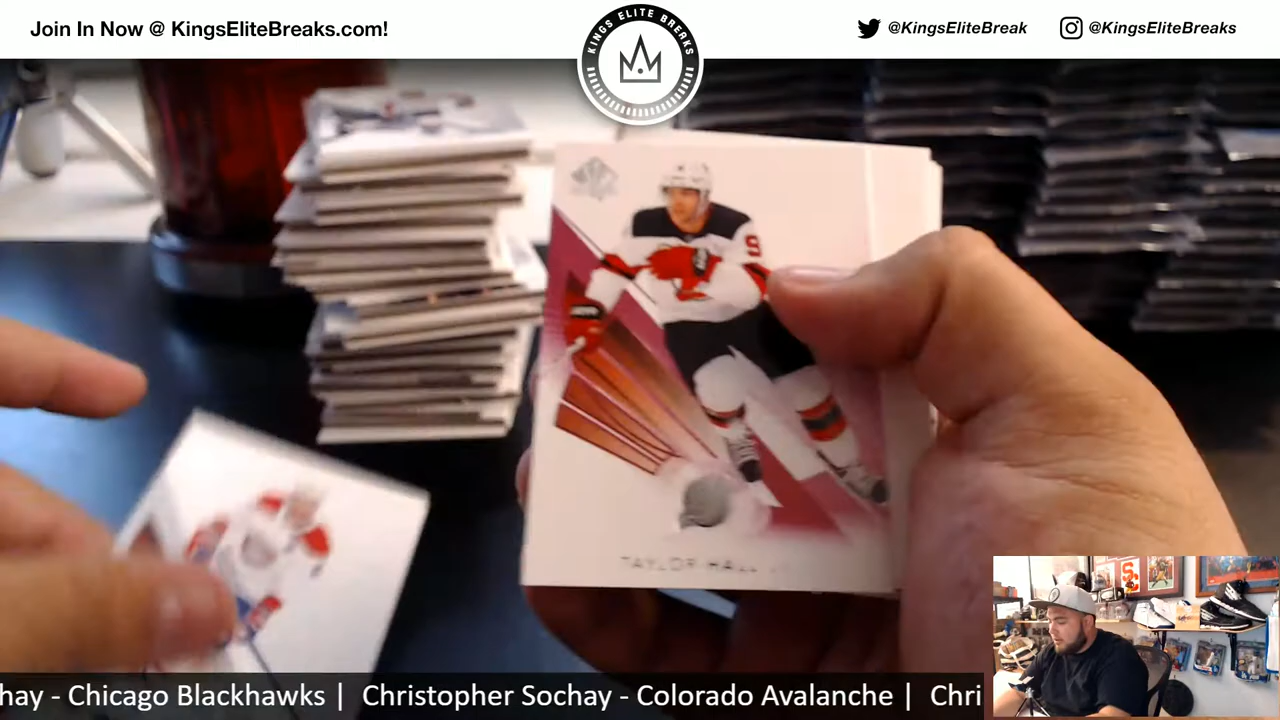 Join In Now @ KingsEliteBreaks.com!
KINGS ELITE BREAKS
@KingsEliteBreak
@KingsEliteBreaks
9
TAYLOR HALL
hay - Chicago Blackhawks | Christopher Sochay - Colorado Avalanche | Chri